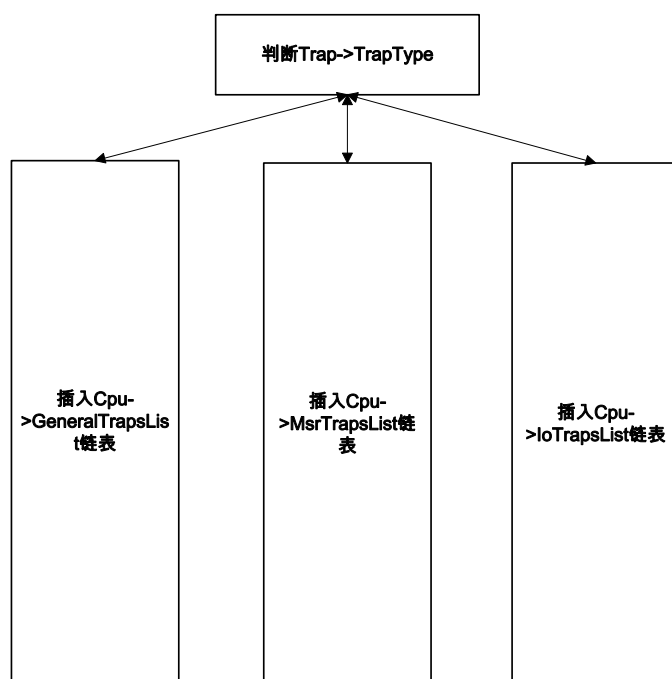 判断Trap->TrapType
插入Cpu-
>GeneralTrapsLis
t链表
插入Cpu-
>MsrTrapsList链
表
插入Cpu-
>IoTrapsList链表